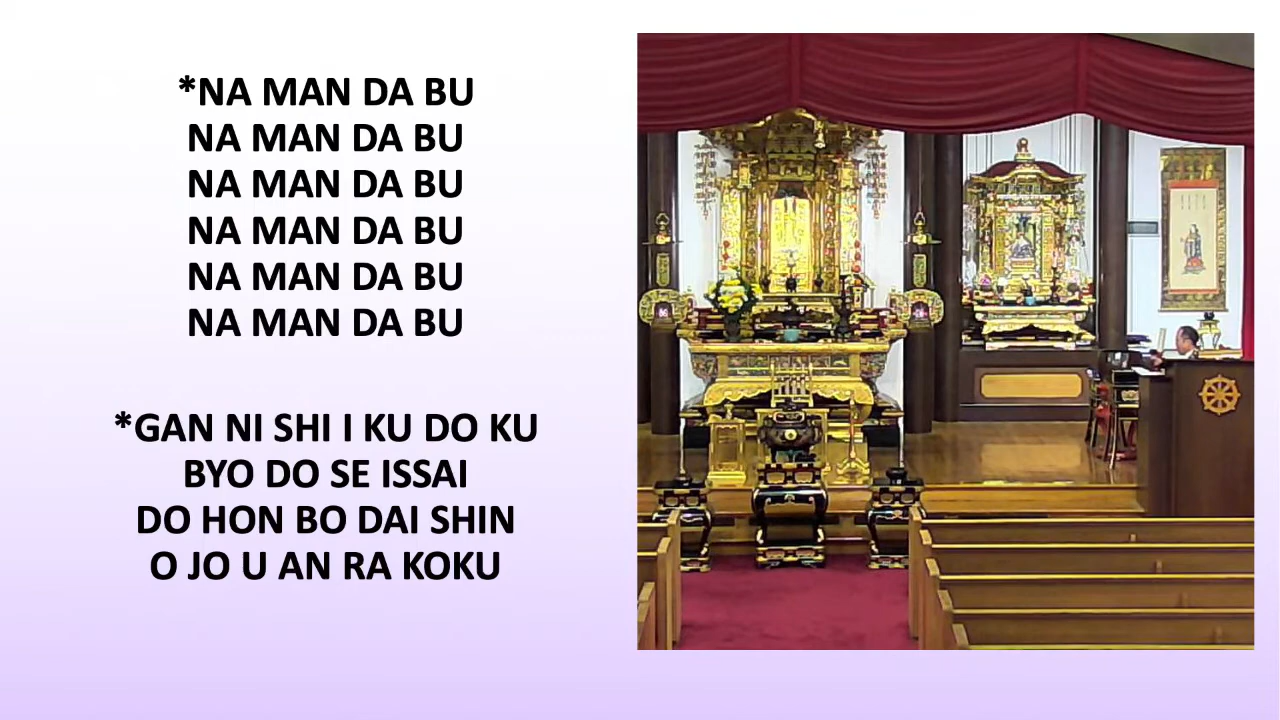 *NA MAN DA BU
NA MAN DA BU
NA MAN DA BU
NA MAN DA BU
NA MAN DA BU
NA MAN DA BU
*GAN NI SHI I KU DO KU
BYO DO SE ISSAI
DO HON BO DAI SHIN
O JO U AN RA KOKU